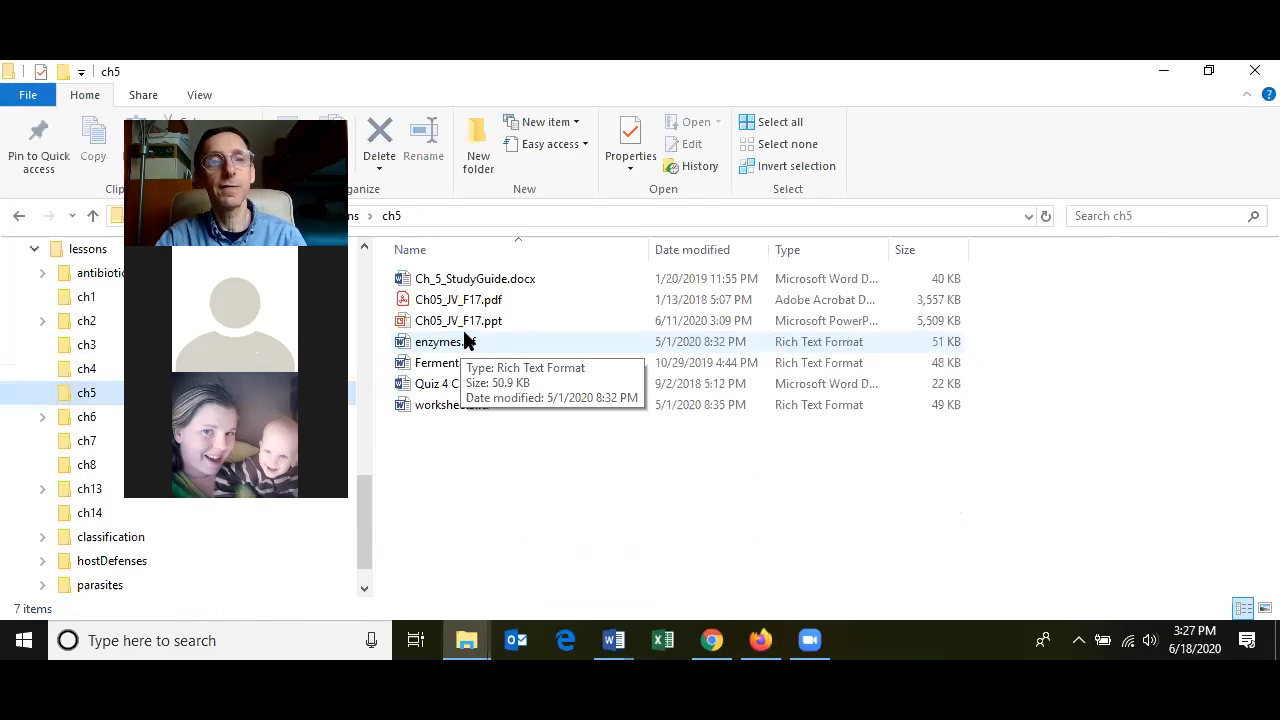 ch5
File Home Share View
Pin to Quick access
Copy
Delete
Rename
New folder
New item
Easy access
Properties
Open
Edit
History
Select all
Select none
Invert selection
New
Open
Select
ch5
Search ch5
lessons
ch1
ch2
ch3
ch4
ch5
ch6
ch7
ch8
ch13
ch14
classification
hostDefenses
parasites
Name Date modified Type Size
Ch_5_StudyGuide.docx 1/20/2019 11:55 PM Microsoft Word D... 40 KB
Ch05_JV_F17.pdf 1/13/2018 5:07 PM Adobe Acrobat D... 3,557 KB
Ch05_JV_F17.ppt 6/11/2020 3:09 PM Microsoft PowerP... 5,509 KB
enzymes 5/1/2020 8:32 PM Rich Text Format 51 KB
10/29/2019 4:44 PM Rich Text Format 48 KB
Quiz 4 9/2/2018 5:12 PM Microsoft Word D... 22 KB
5/1/2020 8:35 PM Rich Text Format 49 KB
Type: Rich Text Format
Size: 50.9 KB
Date modified: 5/1/2020 8:32 PM
7 items
Type here to search
3:27 PM
6/18/2020